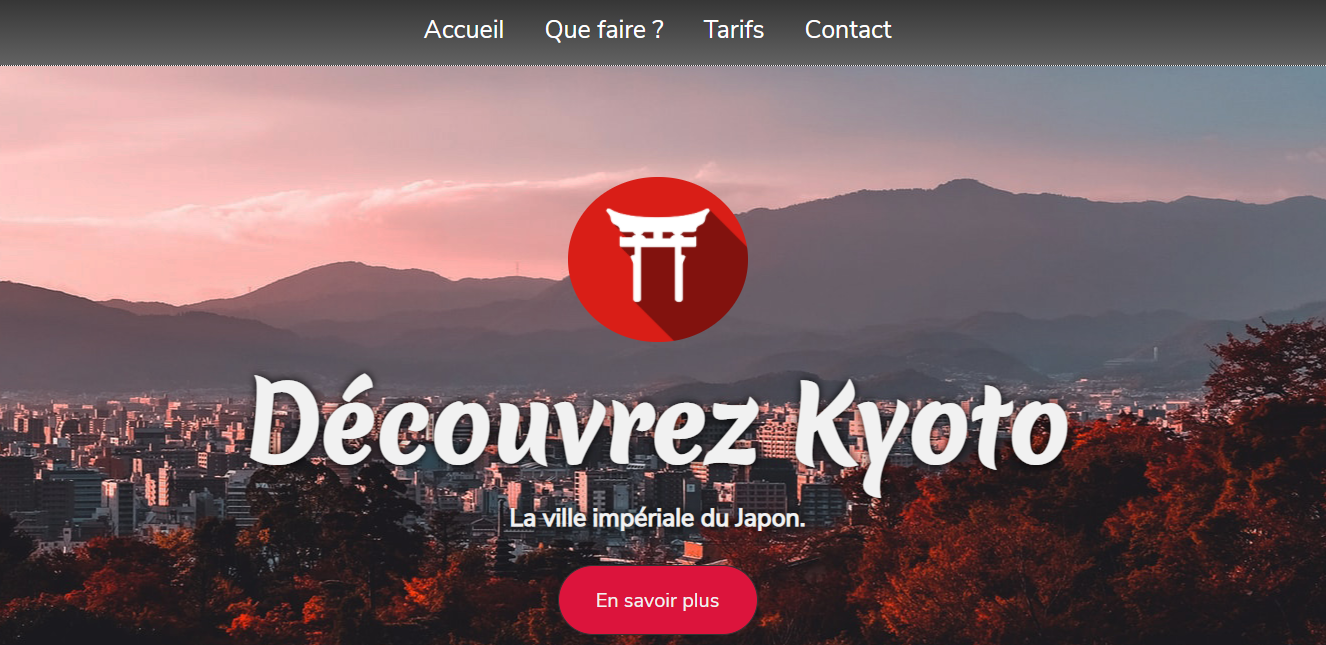 Accueil Que faire ? Tarifs Contact
Découvrez Kyoto
La ville impériale du Japon.
En savoir plus